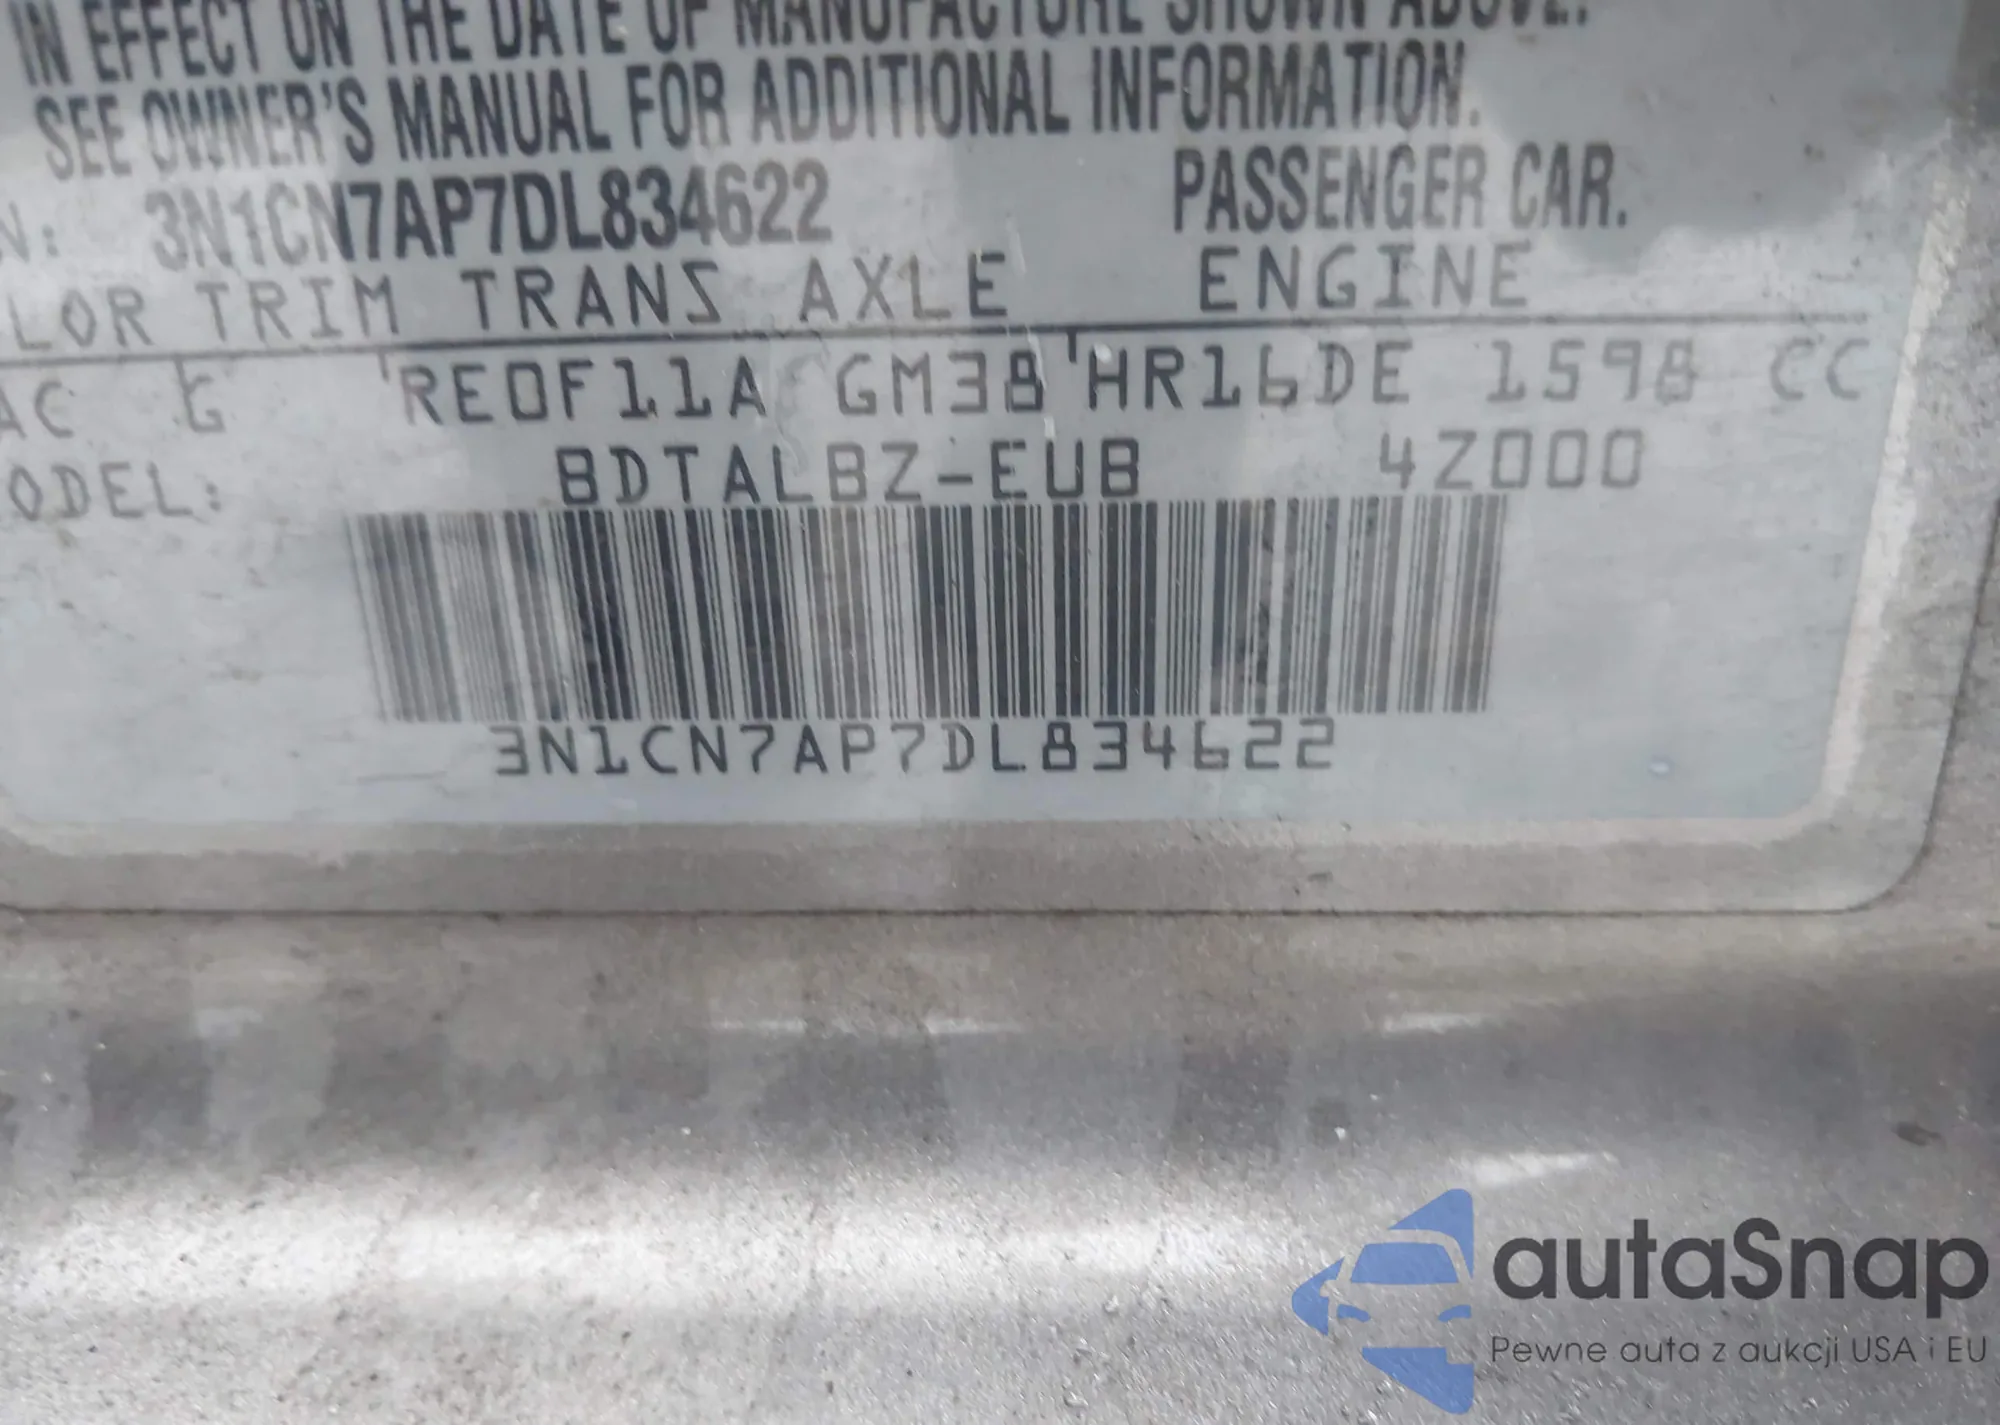 IN EFFECT ON THE DATE OF MANUFACTURE SHOWN ABOVE.
SEE OWNER'S MANUAL FOR ADDITIONAL INFORMATION.
N: 3N1CN7AP7DL834622 PASSENGER CAR.
LOR TRIM TRANS AXLE ENGINE
AC G RE0F11A GM38 HR16DE 1598 CC
ODEL: BDTALBZ-EUB 4Z000
3N1CN7AP7DL834622
autaSnap
Pewne auta z aukcji USA i EU